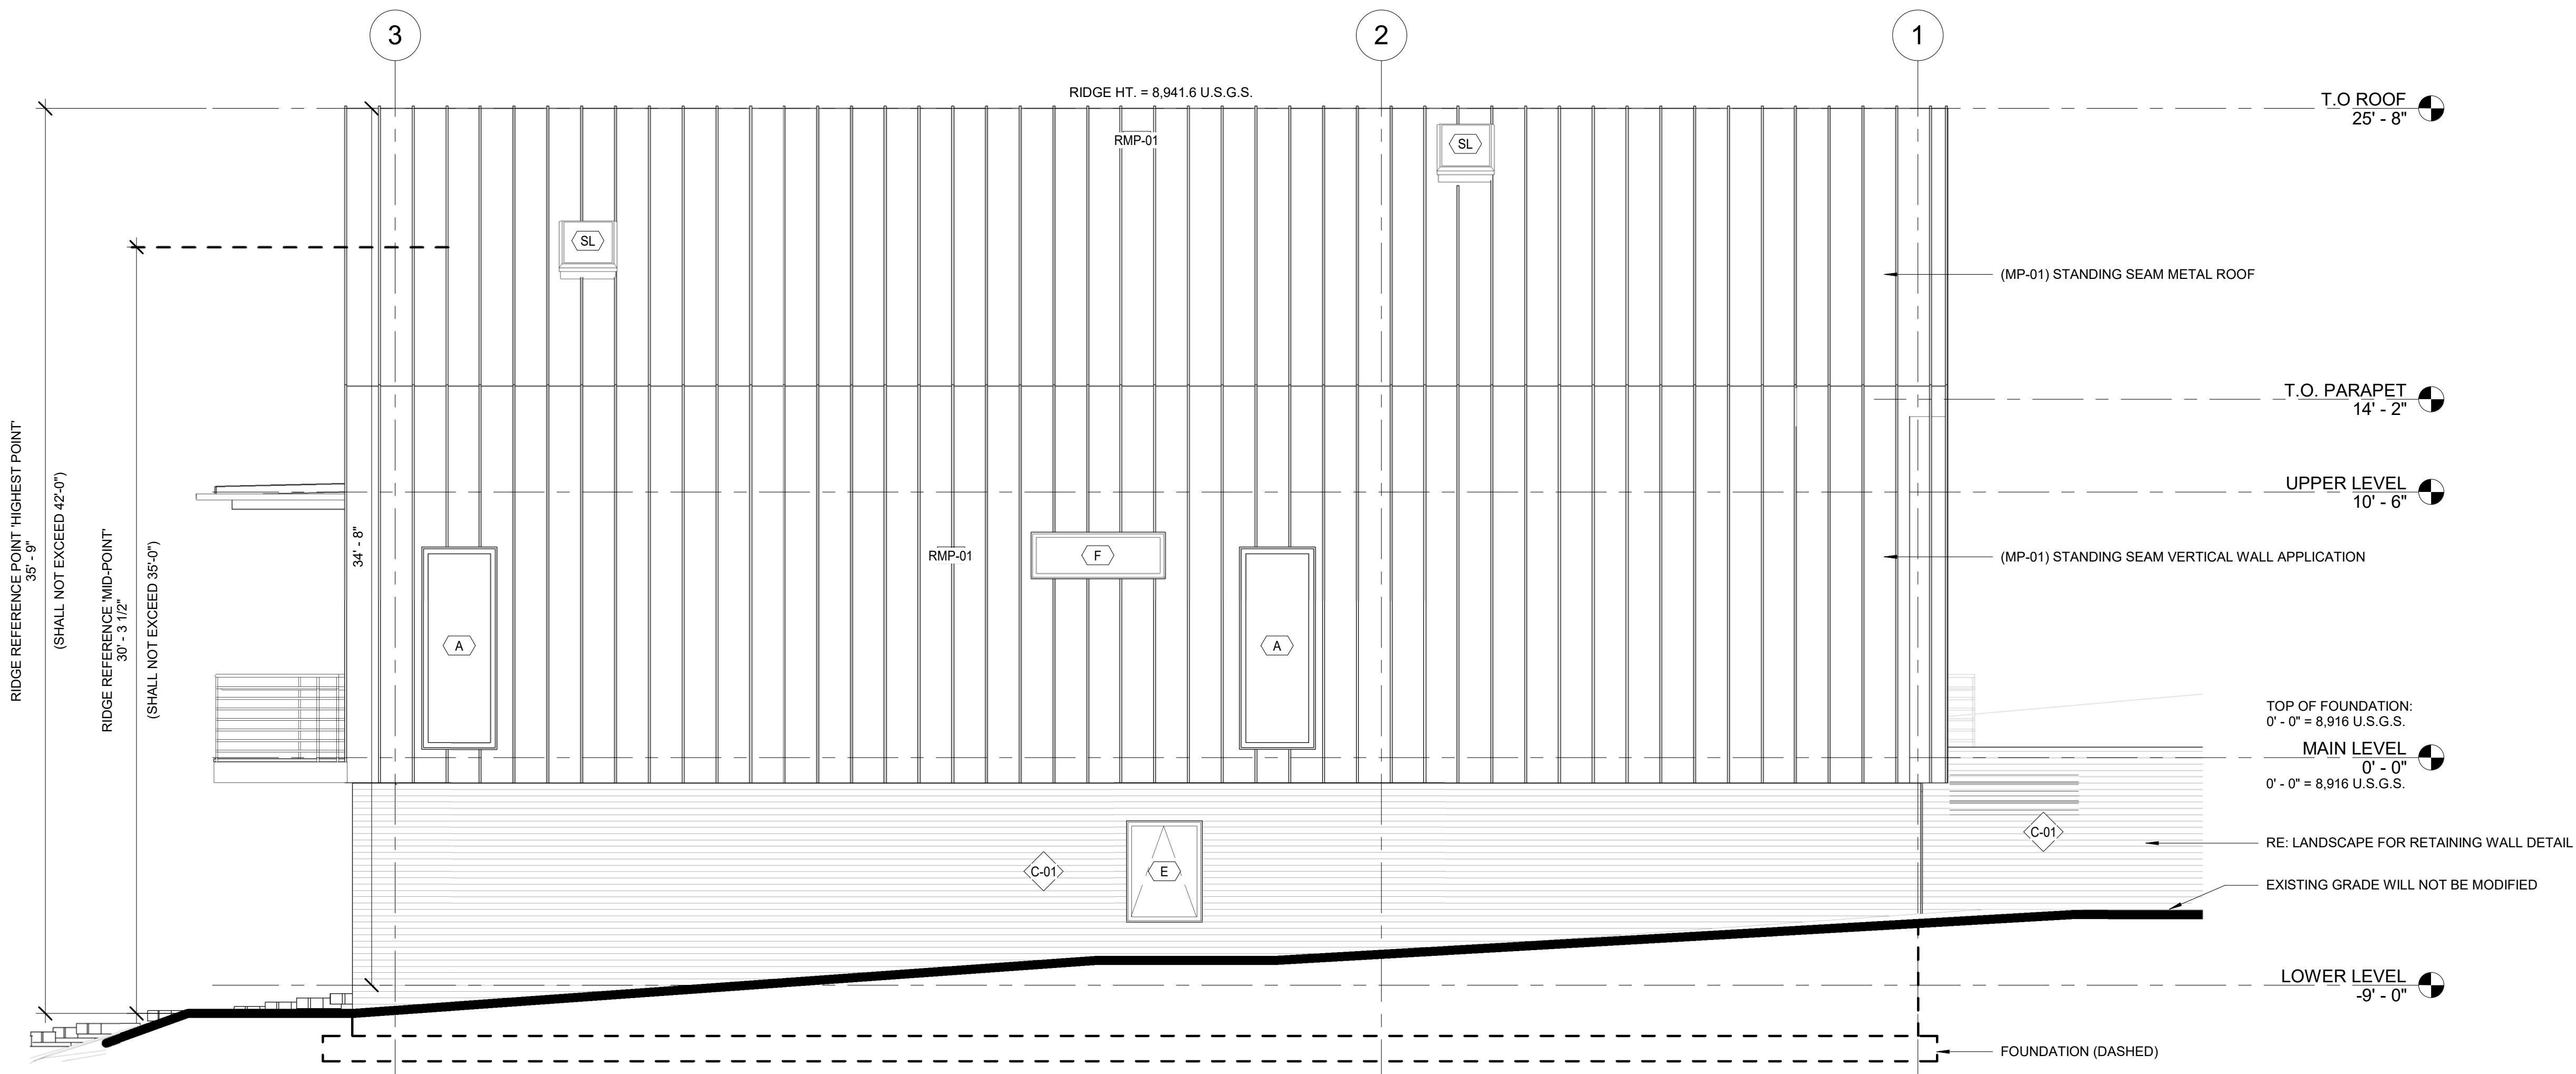 3
2
1
RIDGE HT. = 8,941.6 U.S.G.S.
T.O ROOF
25' - 8"
RMP-01
SL
SL
(MP-01) STANDING SEAM METAL ROOF
T.O. PARAPET
14' - 2"
UPPER LEVEL
10' - 6"
RIDGE REFERENCE POINT 'HIGHEST POINT'
35' - 9"
(SHALL NOT EXCEED 42'-0")
RIDGE REFERENCE 'MID-POINT'
30' - 3 1/2"
(SHALL NOT EXCEED 35'-0")
34' - 8"
RMP-01
F
(MP-01) STANDING SEAM VERTICAL WALL APPLICATION
A
A
TOP OF FOUNDATION:
0' - 0" = 8,916 U.S.G.S.
MAIN LEVEL
0' - 0"
0' - 0" = 8,916 U.S.G.S.
C-01
RE: LANDSCAPE FOR RETAINING WALL DETAIL
C-01
E
EXISTING GRADE WILL NOT BE MODIFIED
LOWER LEVEL
-9' - 0"
FOUNDATION (DASHED)